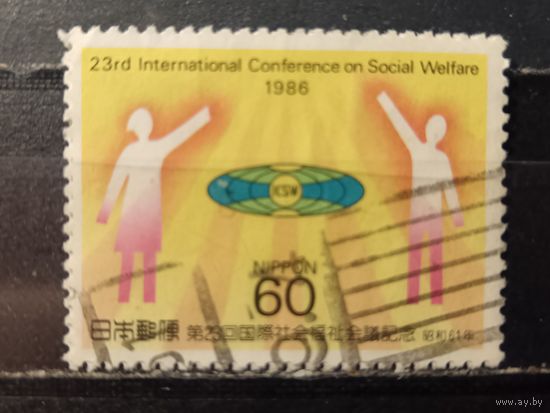 23rd International Conference on Social Welfare
1986
ICSW
NIPPON
60
日本郵便 第23回国際社会福祉会議記念 昭和61年
www.ay.by